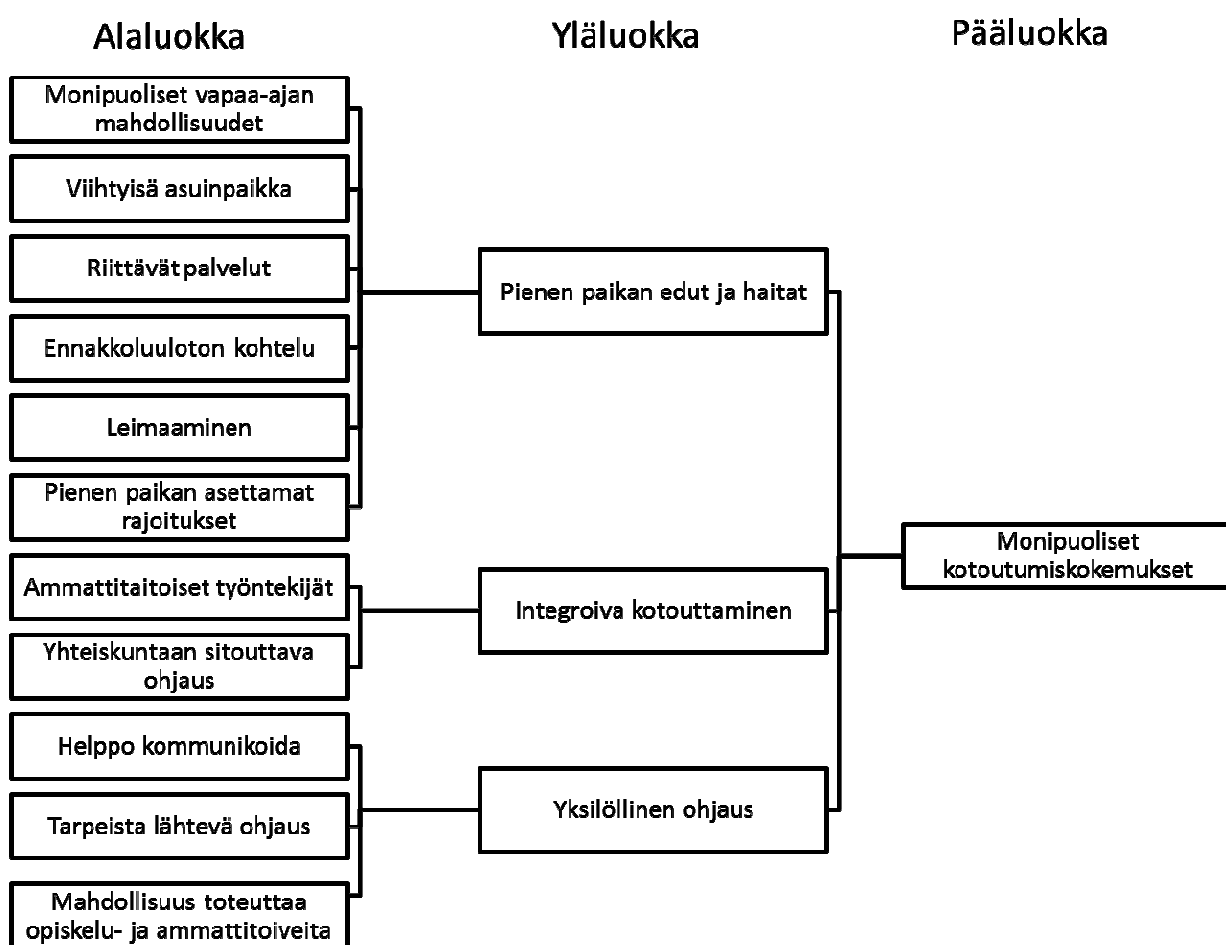 Alaluokka
Yläluokka
Pääluokka
Monipuoliset vapaa-ajan
mahdollisuudet
Viihtyisä asuinpaikka
Riittävät palvelut
Ennakkoluuloton kohtelu
Leimaaminen
Pienen paikan asettamat
rajoitukset
Ammattitaitoiset työntekijät
Yhteiskuntaan sitouttava
ohjaus
Helppo kommunikoida
Tarpeista lähtevä ohjaus
Mahdollisuus toteuttaa
opiskelu- ja ammattitoiveita
Pienen paikan edut ja haitat
Integroiva kotouttaminen
Yksilöllinen ohjaus
Monipuoliset
kotoutumiskokemukset